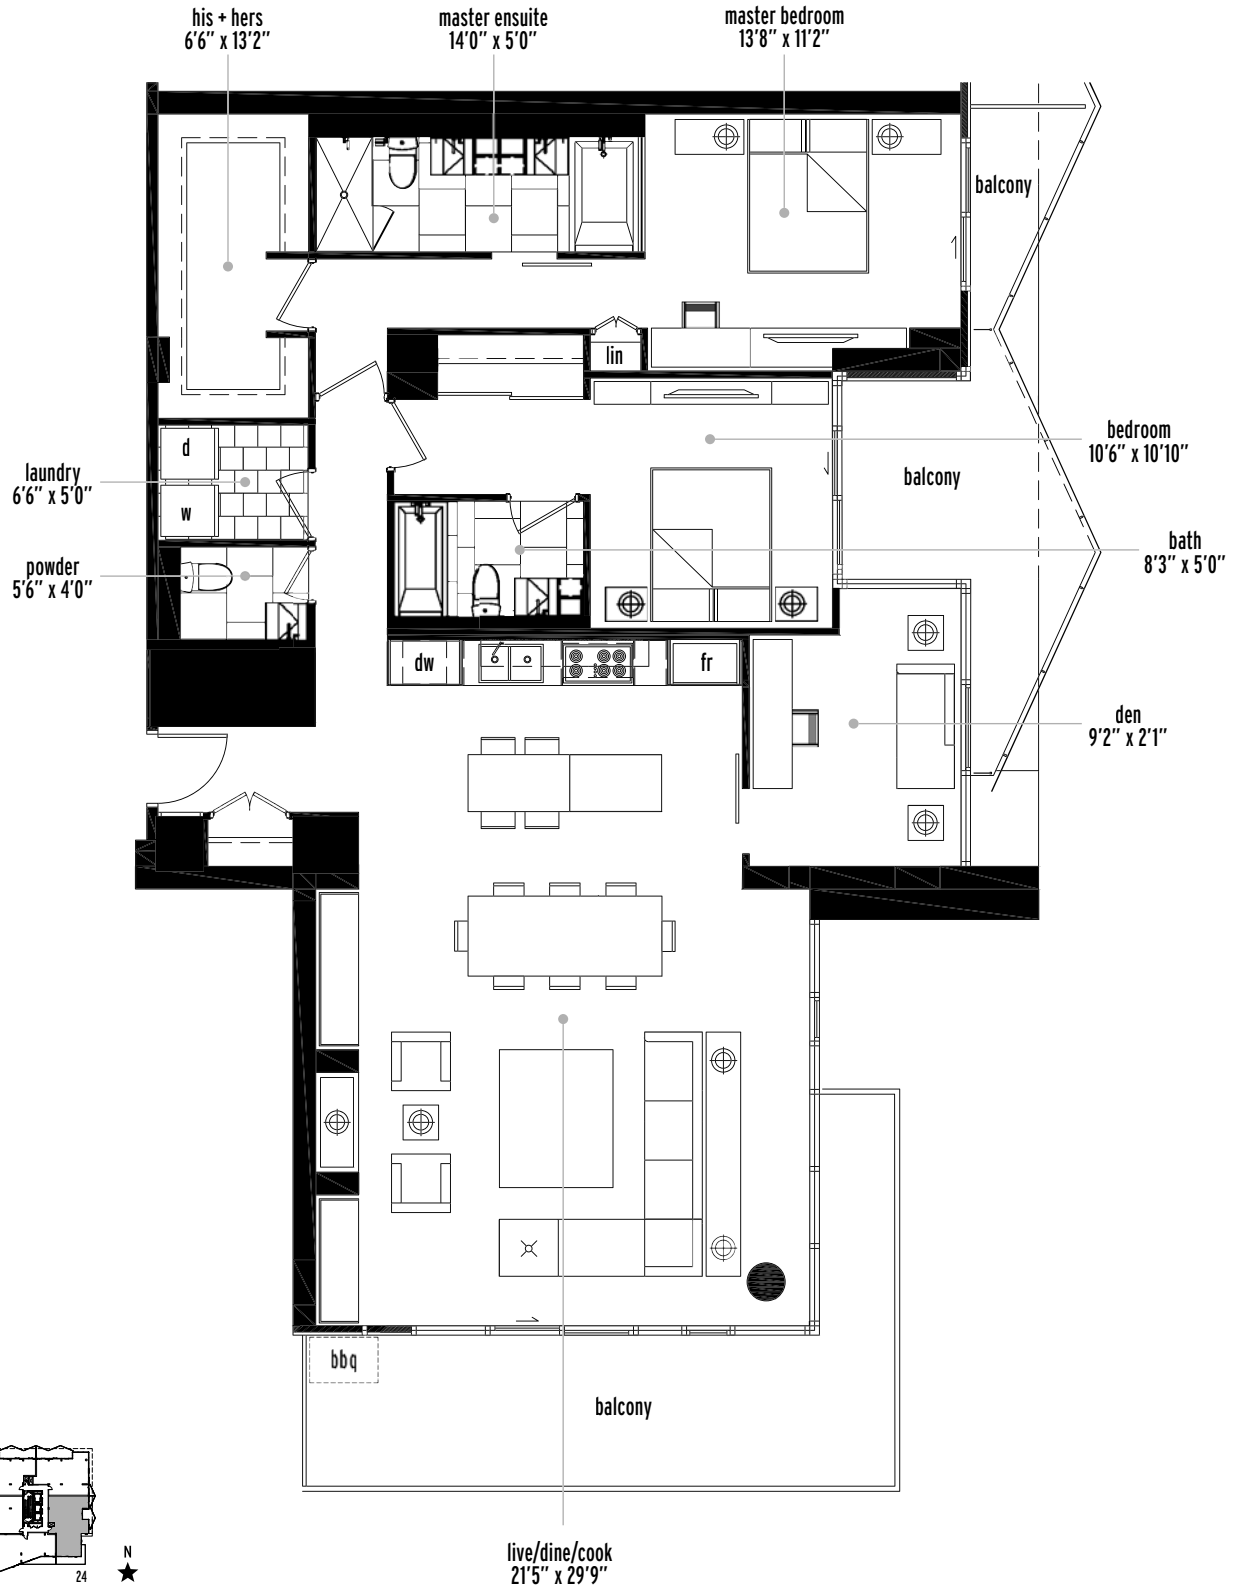 his + hers
6'6" x 13'2"
master ensuite
14'0" x 5'0"
master bedroom
13'8" x 11'2"
balcony
lin
d
w
laundry
6'6" x 5'0"
bedroom
10'6" x 10'10"
balcony
bath
8'3" x 5'0"
powder
5'6" x 4'0"
dw
fr
den
9'2" x 2'1"
bbq
balcony
live/dine/cook
21'5" x 29'9"
24
N